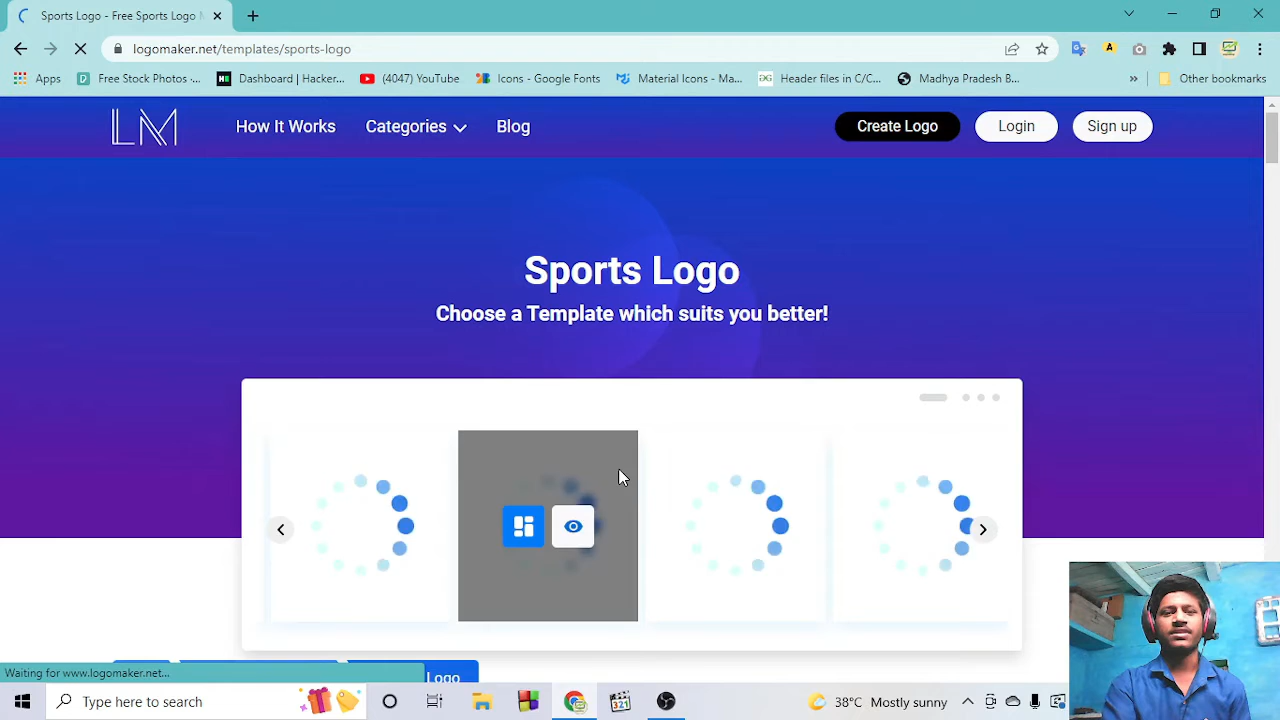 Sports Logo - Free Sports Logo M
logomaker.net/templates/sports-logo
Apps
Free Stock Photos -...
Dashboard | Hacker...
(4047) YouTube
Icons - Google Fonts
Material Icons - Ma...
Header files in C/C...
Madhya Pradesh B...
Other bookmarks
LM
How It Works
Categories
Blog
Create Logo
Login
Sign up
Sports Logo
Choose a Template which suits you better!
Logo
Waiting for www.logomaker.net...
Type here to search
321
38°C Mostly sunny